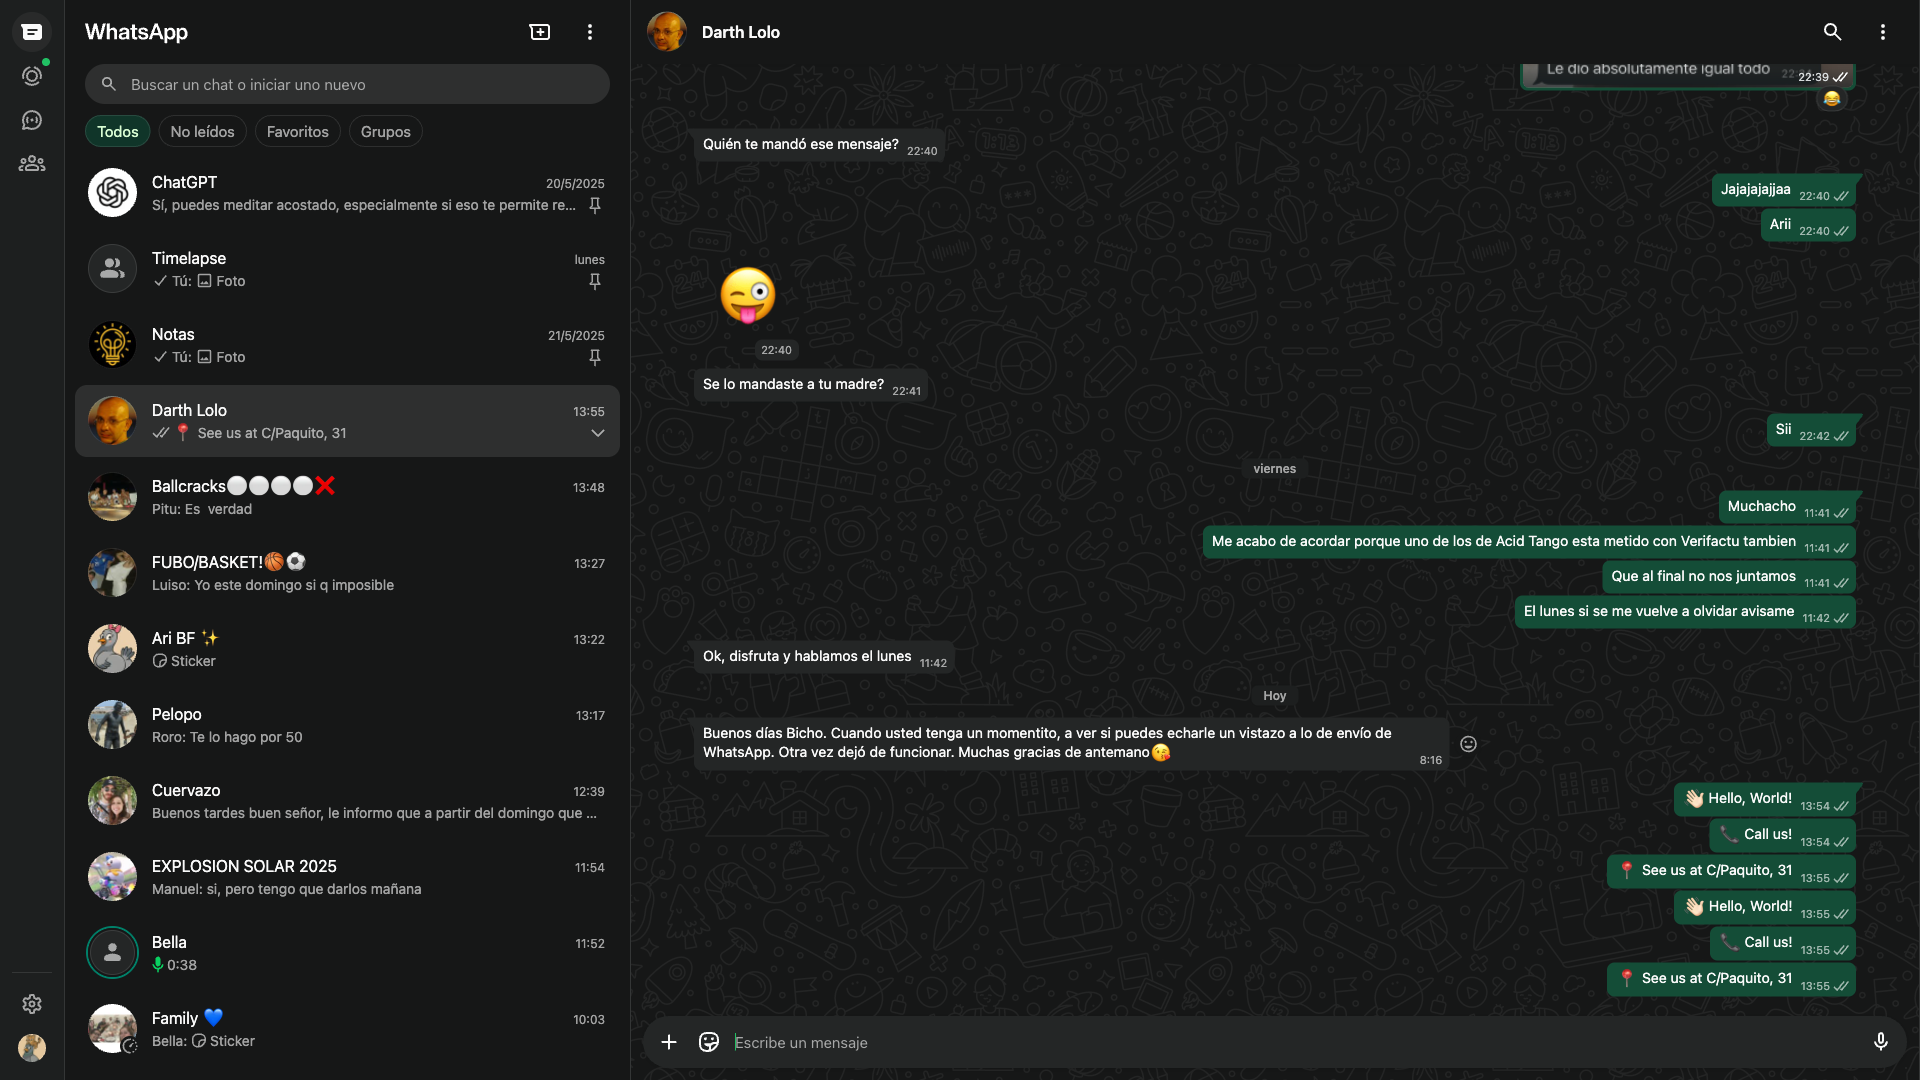 WhatsApp
Buscar un chat o iniciar uno nuevo
Todos
No leídos
Favoritos
Grupos
ChatGPT
20/5/2025
Sí, puedes meditar acostado, especialmente si eso te permite re...
Timelapse
lunes
Tú: Foto
Notas
21/5/2025
Tú: Foto
Darth Lolo
13:55
📍 See us at C/Paquito, 31
Ballcracks⚪⚪⚪⚪❌
13:48
Pitu: Es  verdad
FUBO/BASKET!🏀⚽
13:27
Luiso: Yo este domingo si q imposible
Ari BF ✨
13:22
Sticker
Pelopo
13:17
Roro: Te lo hago por 50
Cuervazo
12:39
Buenos tardes buen señor, le informo que a partir del domingo que ...
EXPLOSION SOLAR 2025
11:54
Manuel: si, pero tengo que darlos mañana
Bella
11:52
0:38
Family 💙
10:03
Bella: Sticker
Darth Lolo
Le dio absolutamente igual todo
22:39
😂
Quién te mandó ese mensaje? 22:40
Jajajajajjaa 22:40
Arii 22:40
😜
22:40
Se lo mandaste a tu madre? 22:41
Sii 22:42
viernes
Muchacho 11:41
Me acabo de acordar porque uno de los de Acid Tango esta metido con Verifactu tambien 11:41
Que al final no nos juntamos 11:41
El lunes si se me vuelve a olvidar avisame 11:42
Ok, disfruta y hablamos el lunes 11:42
Hoy
Buenos días Bicho. Cuando usted tenga un momentito, a ver si puedes echarle un vistazo a lo de envío de
WhatsApp. Otra vez dejó de funcionar. Muchas gracias de antemano😘
8:16
👋🏻 Hello, World! 13:54
📞 Call us! 13:54
📍 See us at C/Paquito, 31 13:55
👋🏻 Hello, World! 13:55
📞 Call us! 13:55
📍 See us at C/Paquito, 31 13:55
Escribe un mensaje